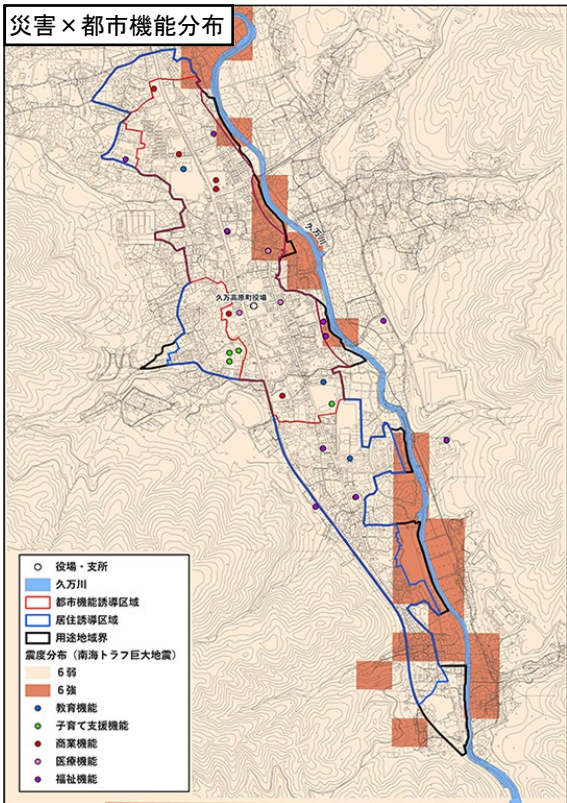 災害×都市機能分布
久万川
久万高原町役場
役場・支所
久万川
都市機能誘導区域
居住誘導区域
用途地域界
震度分布（南海トラフ巨大地震）
6弱
6強
教育機能
子育て支援機能
商業機能
医療機能
福祉機能